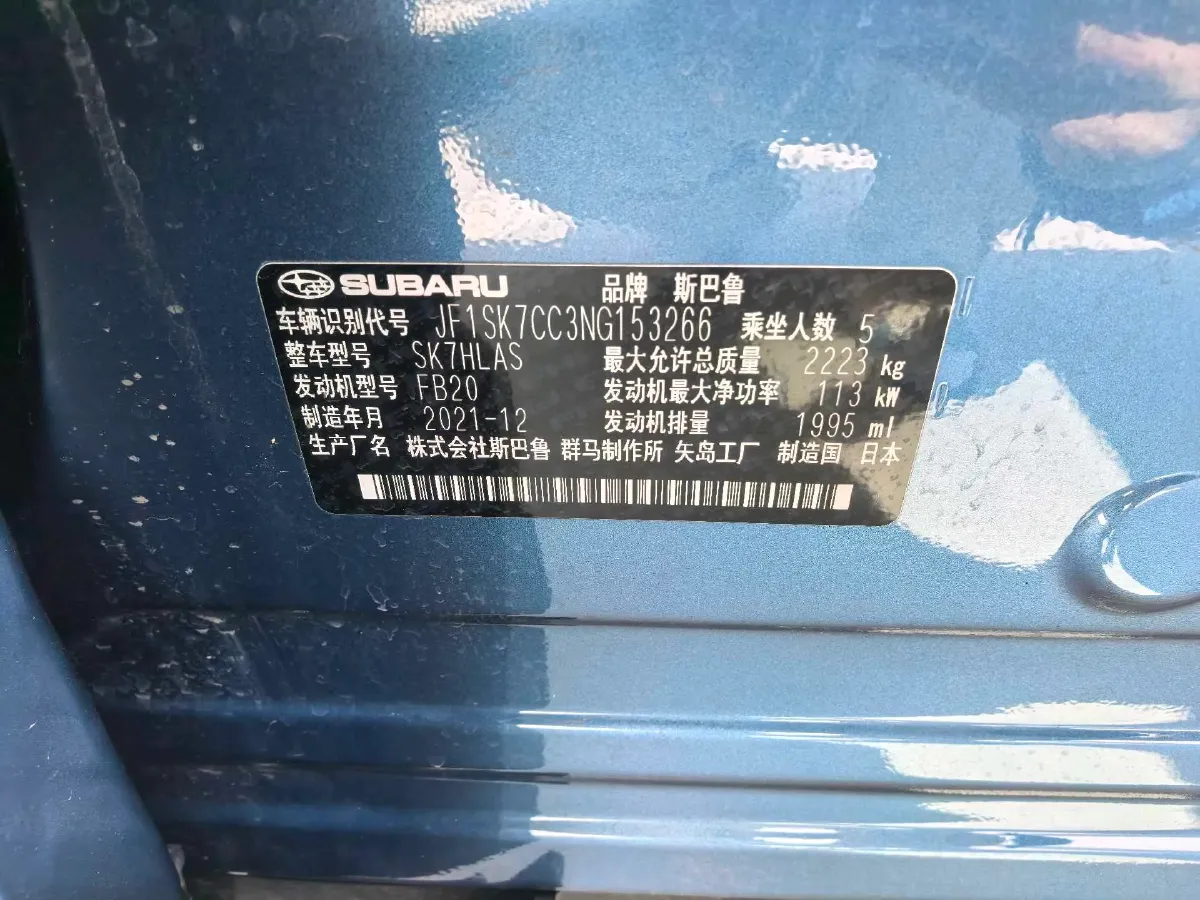 SUBARU 品牌 斯巴鲁
车辆识别代号 JF1SK7CC3NG153266 乘坐人数 5
整车型号 SK7HLAS 最大允许总质量 2223 kg
发动机型号 FB20 发动机最大净功率 113 kW
制造年月 2021-12 发动机排量 1995 ml
生产厂名 株式会社斯巴鲁 群马制作所 矢岛工厂 制造国 日本